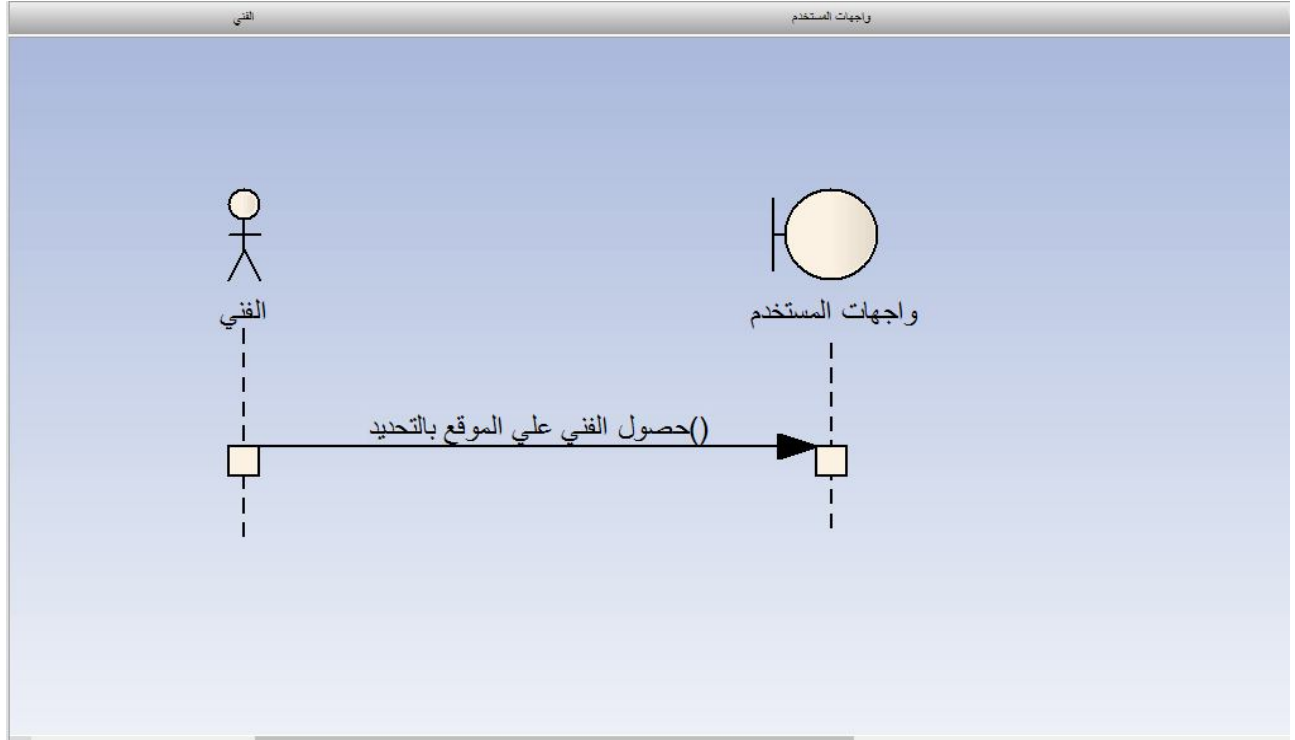 الفني
واجهات المستخدم
الفني
واجهات المستخدم
حصول الفني علي الموقع بالتحديد()